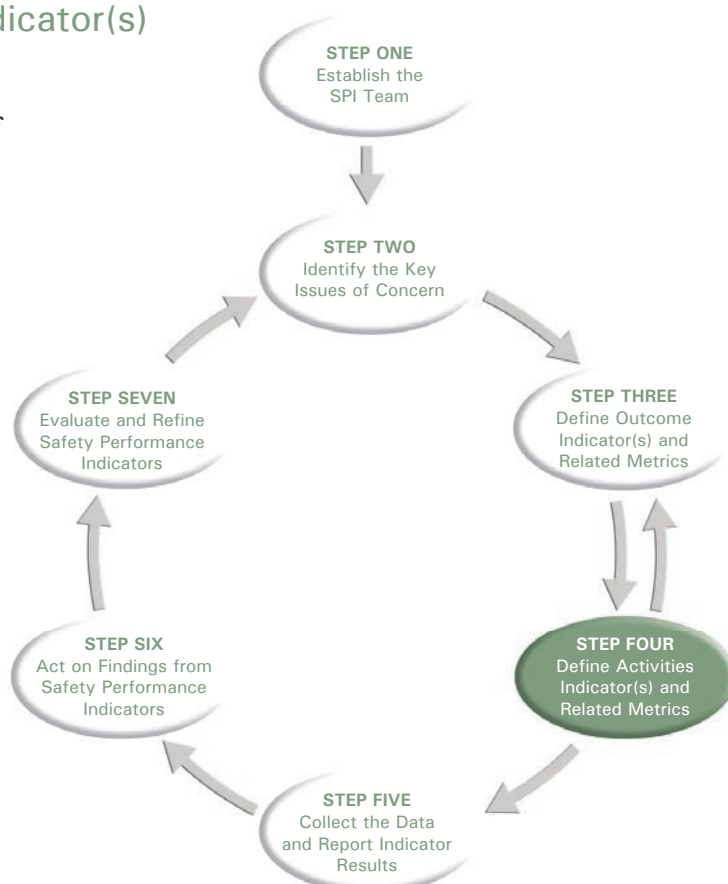 dicator(s)
STEP ONE
Establish the
SPI Team
STEP TWO
Identify the Key
Issues of Concern
STEP THREE
Define Outcome
Indicator(s) and
Related Metrics
STEP FOUR
Define Activities
Indicator(s) and
Related Metrics
STEP FIVE
Collect the Data
and Report Indicator
Results
STEP SIX
Act on Findings from
Safety Performance
Indicators
STEP SEVEN
Evaluate and Refine
Safety Performance
Indicators